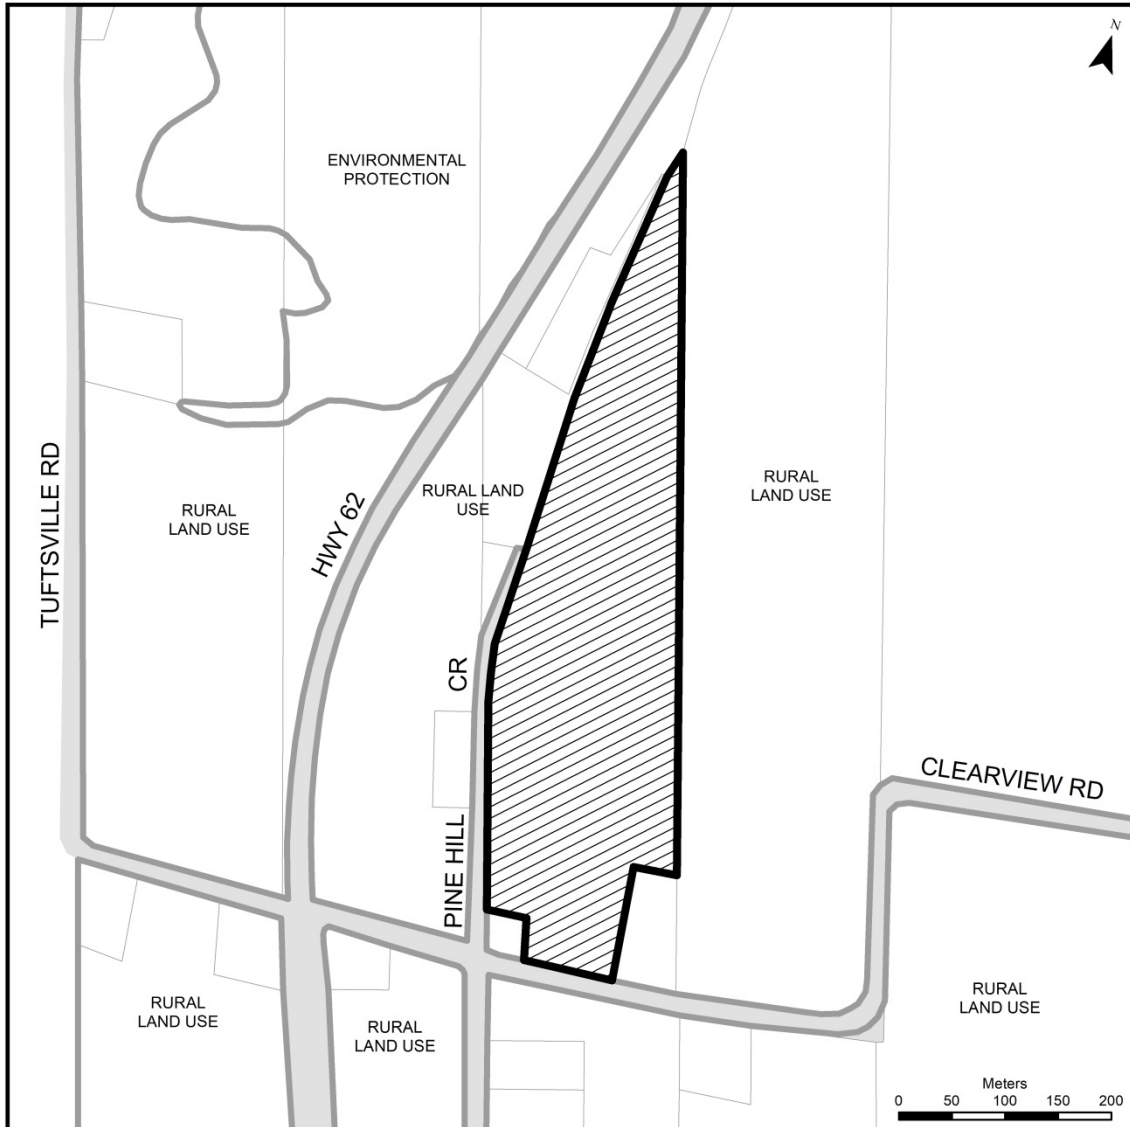 N
ENVIRONMENTAL
PROTECTION
TUFTSVILLE RD
RURAL
LAND USE
HWY 62
RURAL LAND
USE
RURAL
LAND USE
PINE HILL CR
CLEARVIEW RD
RURAL
LAND USE
RURAL
LAND USE
RURAL
LAND USE
Meters
0 50 100 150 200